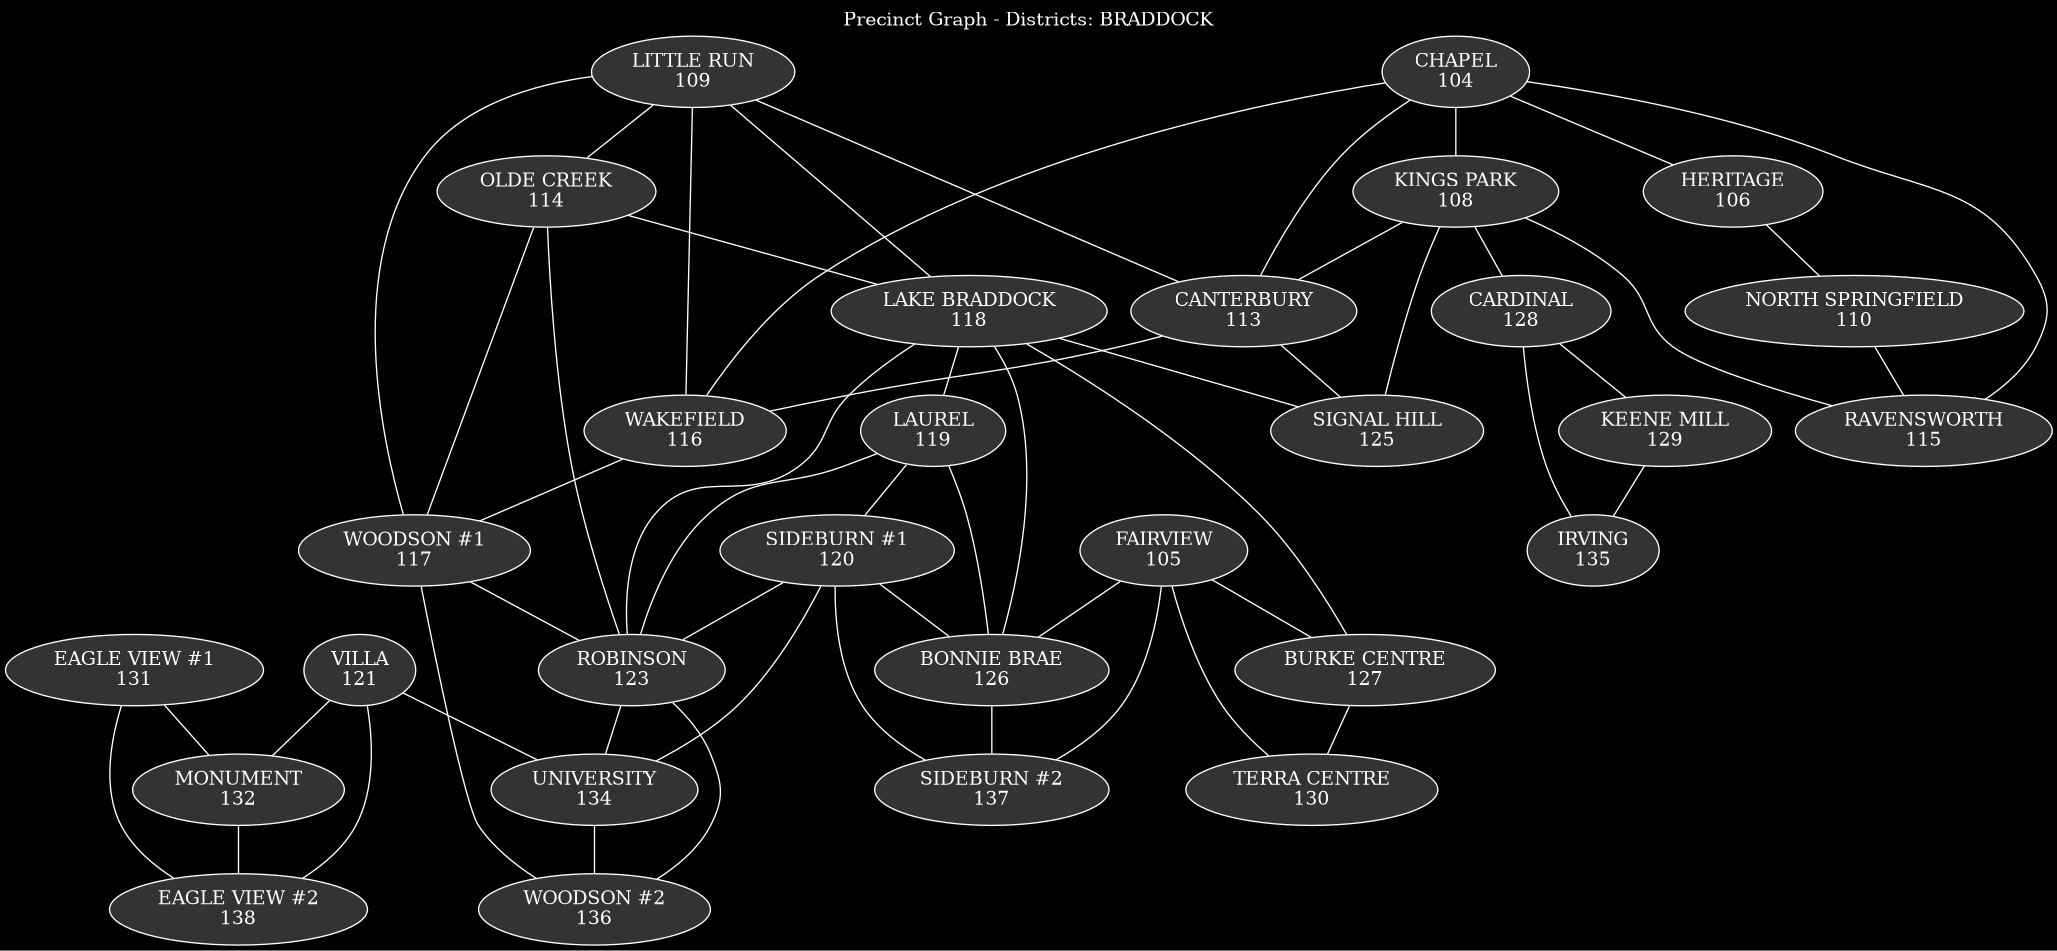 Precinct Graph - Districts: BRADDOCK
LITTLE RUN
109
CHAPEL
104
OLDE CREEK
114
KINGS PARK
108
HERITAGE
106
LAKE BRADDOCK
118
CANTERBURY
113
CARDINAL
128
NORTH SPRINGFIELD
110
WAKEFIELD
116
LAUREL
119
SIGNAL HILL
125
KEENE MILL
129
RAVENSWORTH
115
WOODSON #1
117
SIDEBURN #1
120
FAIRVIEW
105
IRVING
135
EAGLE VIEW #1
131
VILLA
121
ROBINSON
123
BONNIE BRAE
126
BURKE CENTRE
127
MONUMENT
132
UNIVERSITY
134
SIDEBURN #2
137
TERRA CENTRE
130
EAGLE VIEW #2
138
WOODSON #2
136